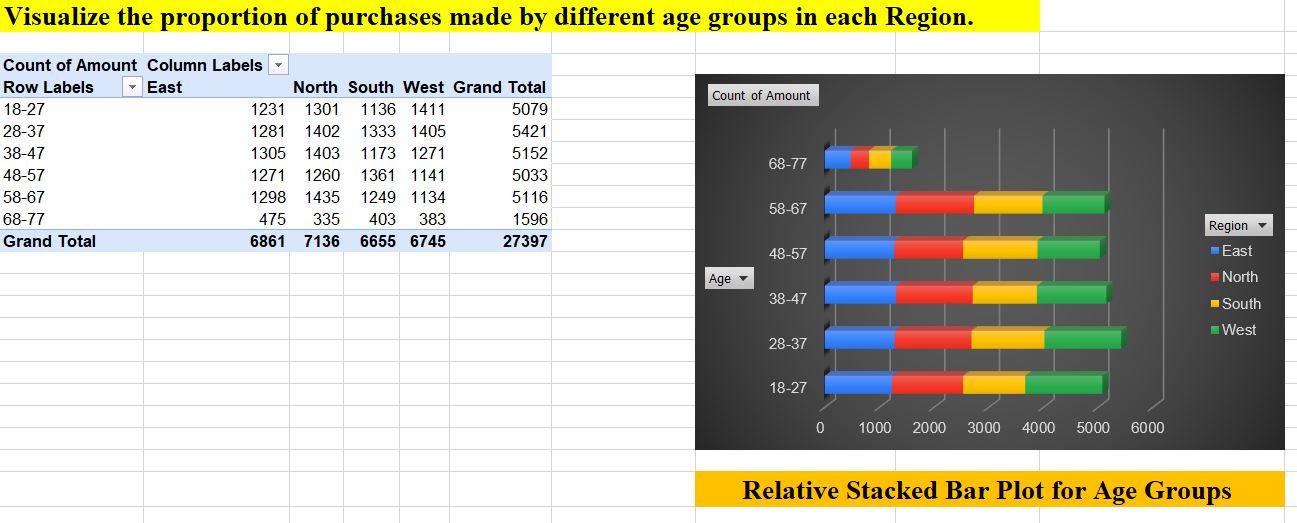 Visualize the proportion of purchases made by different age groups in each Region.
Count of Amount Column Labels
Row Labels East North South West Grand Total
18-27 1231 1301 1136 1411 5079
28-37 1281 1402 1333 1405 5421
38-47 1305 1403 1173 1271 5152
48-57 1271 1260 1361 1141 5033
58-67 1298 1435 1249 1134 5116
68-77 475 335 403 383 1596
Grand Total 6861 7136 6655 6745 27397
Count of Amount
68-77
58-67
48-57
38-47
28-37
18-27
Age
0 1000 2000 3000 4000 5000 6000
Region
East
North
South
West
Relative Stacked Bar Plot for Age Groups